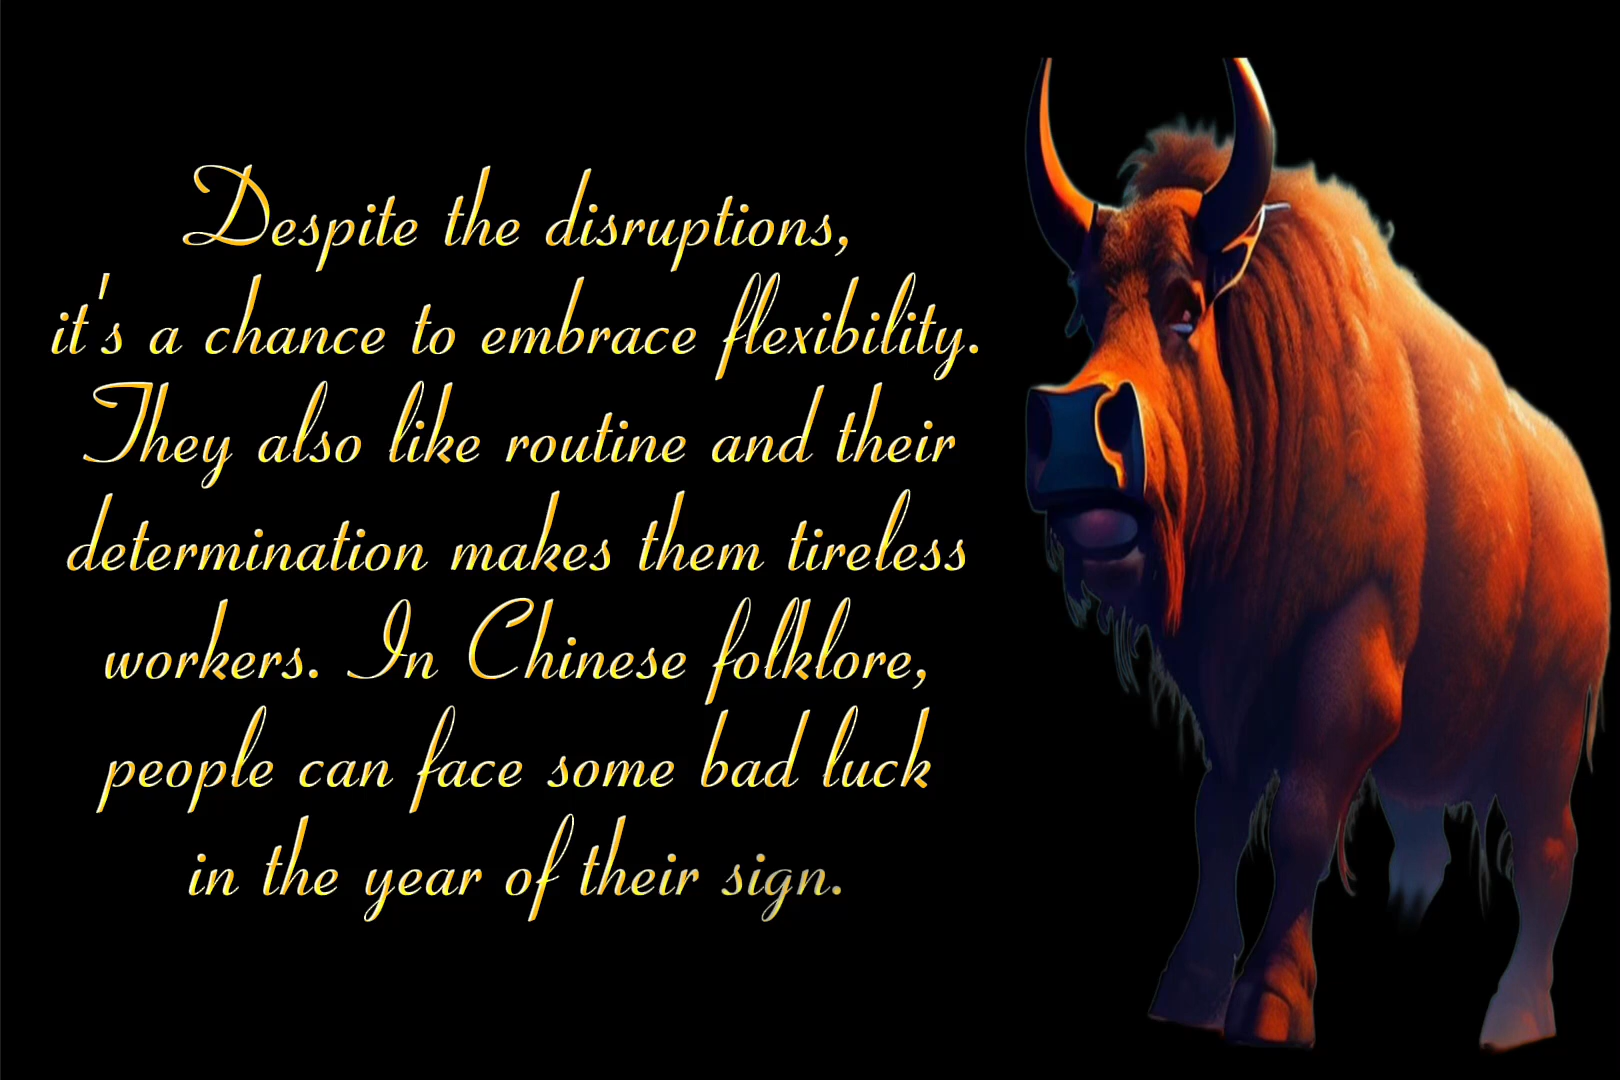 Despite the disruptions,
it's a chance to embrace flexibility.
They also like routine and their
determination makes them tireless
workers. In Chinese folklore,
people can face some bad luck
in the year of their sign.